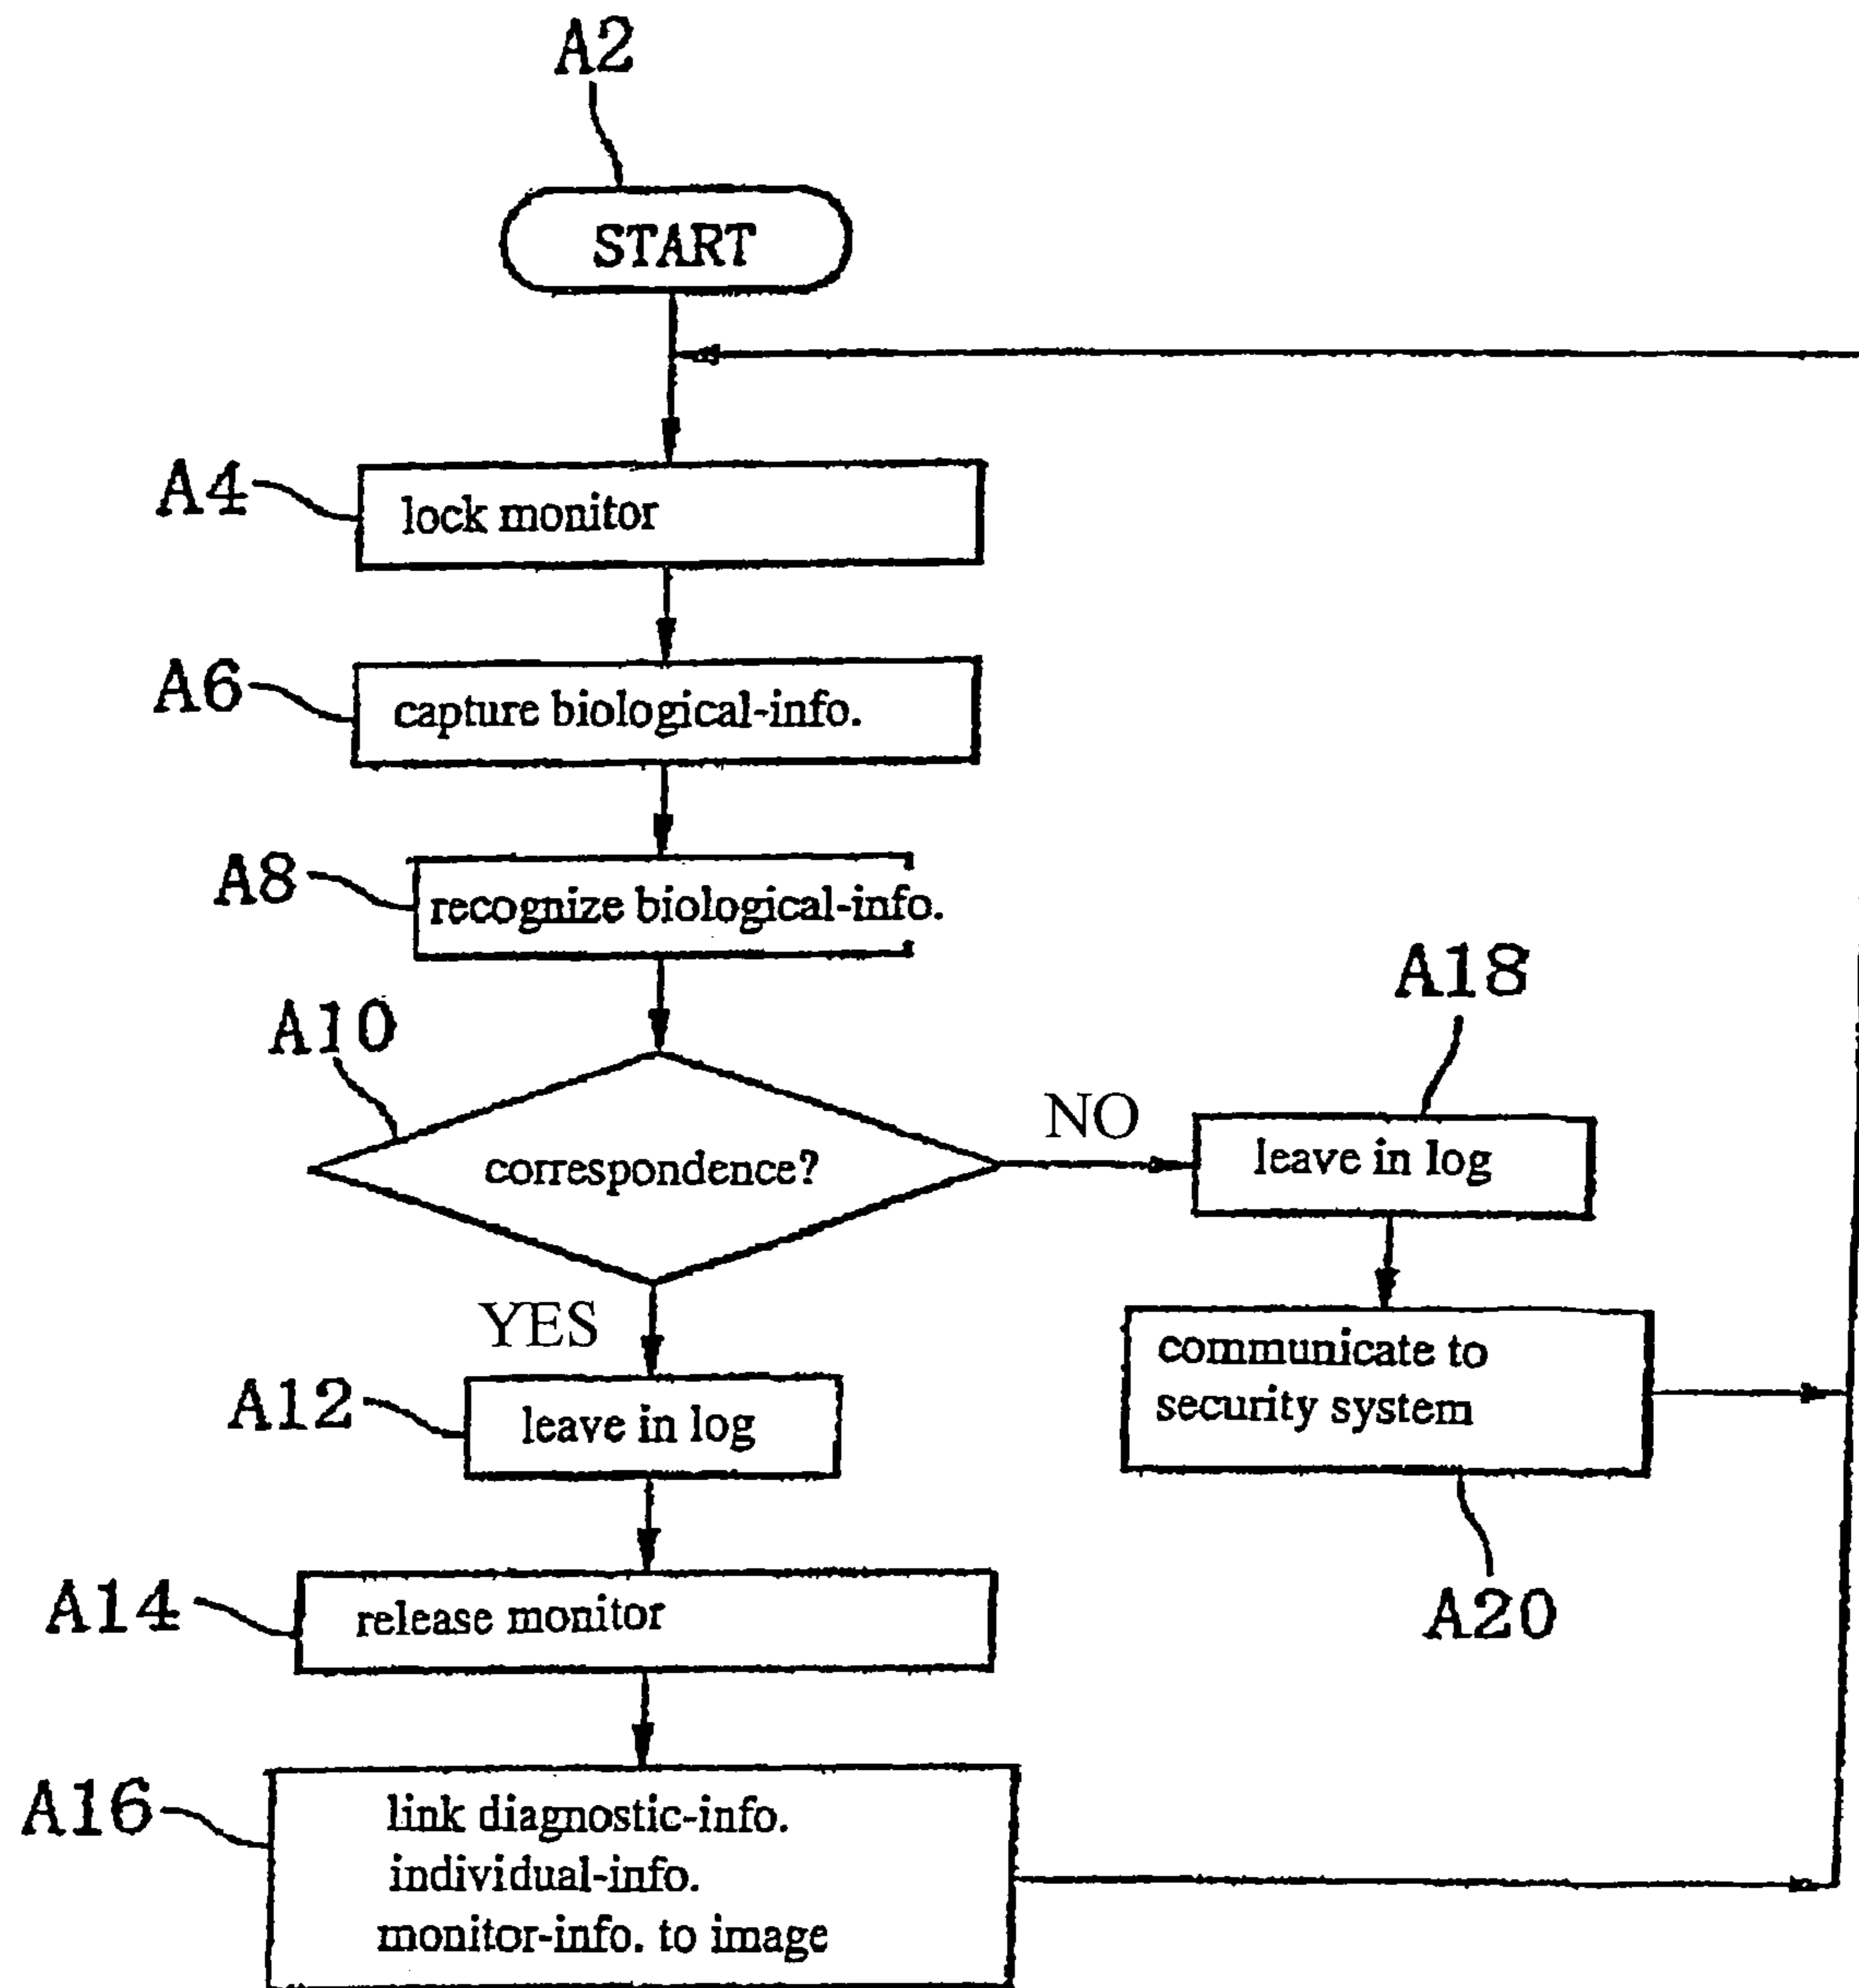 A2
START
A4
lock monitor
A6
capture biological-info.
A8
recognize biological-info.
A10
correspondence?
NO
YES
A18
leave in log
communicate to
security system
A20
A12
leave in log
A14
release monitor
A16
link diagnostic-info.
individual-info.
monitor-info. to image